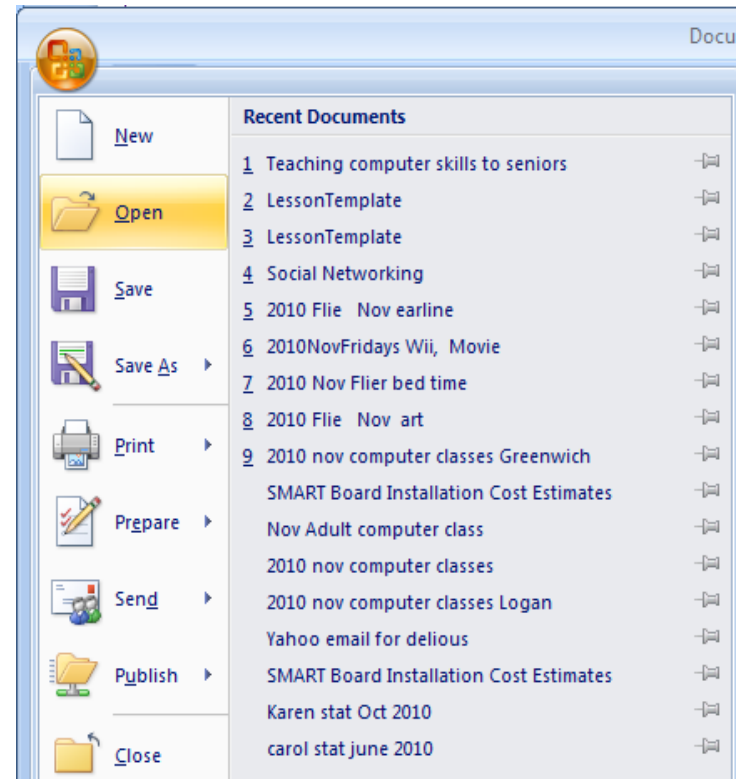 Docu
New
Open
Save
Save As
Print
Prepare
Send
Publish
Close
Recent Documents
1 Teaching computer skills to seniors
2 LessonTemplate
3 LessonTemplate
4 Social Networking
5 2010 Flie Nov earline
6 2010NovFridays Wii, Movie
7 2010 Nov Flier bed time
8 2010 Flie Nov art
9 2010 nov computer classes Greenwich
SMART Board Installation Cost Estimates
Nov Adult computer class
2010 nov computer classes
2010 nov computer classes Logan
Yahoo email for delious
SMART Board Installation Cost Estimates
Karen stat Oct 2010
carol stat june 2010